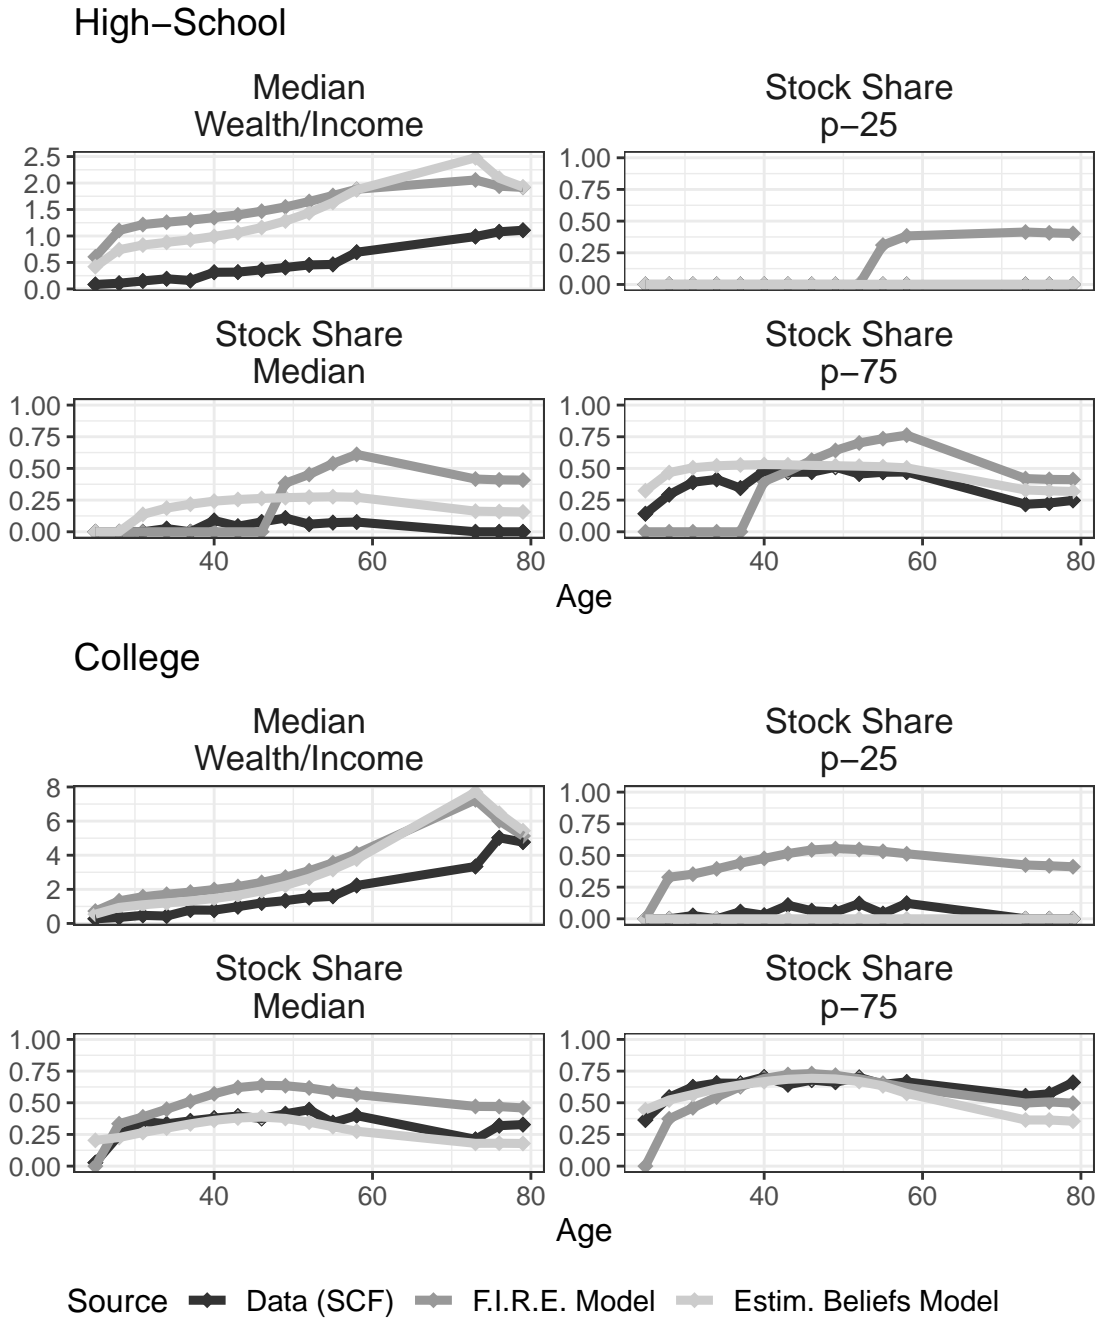 High−School
Median
Wealth/Income
Stock Share
p−25
2.5
2.0
1.5
1.0
0.5
0.0
1.00
0.75
0.50
0.25
0.00
Stock Share
Median
Stock Share
p−75
1.00
0.75
0.50
0.25
0.00
40
60
80
1.00
0.75
0.50
0.25
0.00
40
60
80
Age
College
Median
Wealth/Income
Stock Share
p−25
8
6
4
2
0
1.00
0.75
0.50
0.25
0.00
Stock Share
Median
Stock Share
p−75
1.00
0.75
0.50
0.25
0.00
40
60
80
1.00
0.75
0.50
0.25
0.00
40
60
80
Age
Source Data (SCF) F.I.R.E. Model Estim. Beliefs Model